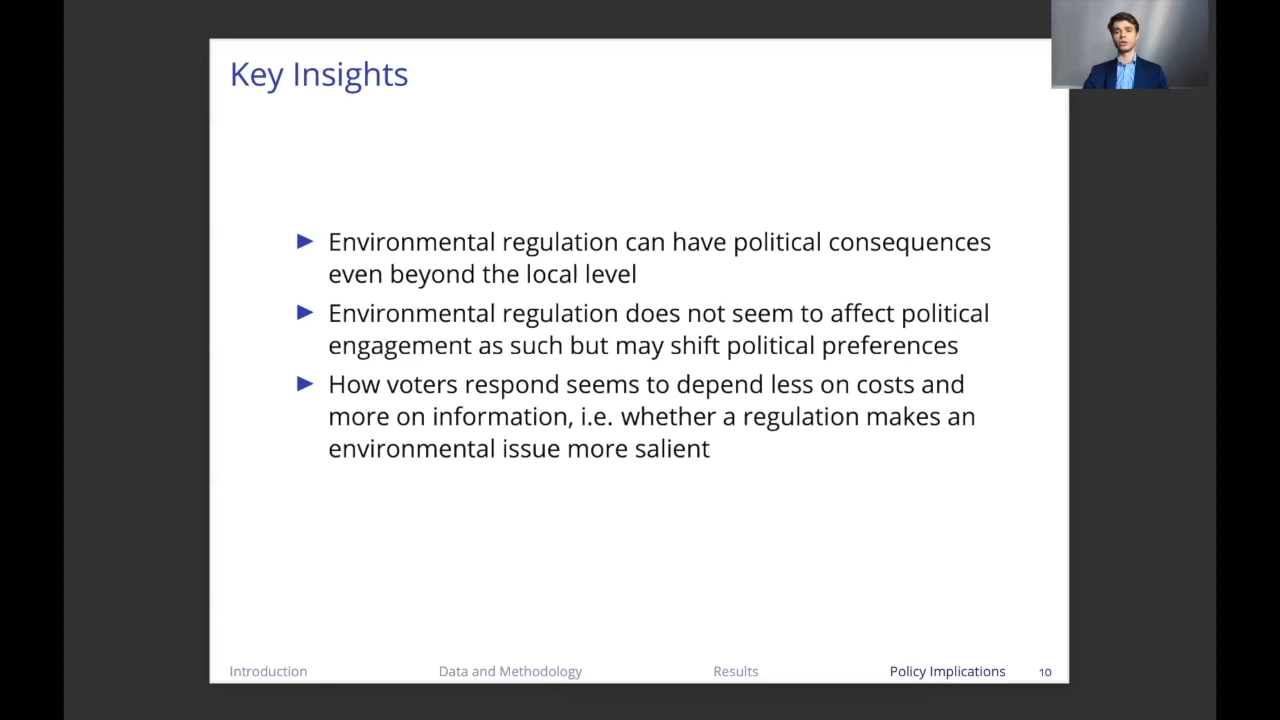 Key Insights
Environmental regulation can have political consequences
even beyond the local level
Environmental regulation does not seem to affect political
engagement as such but may shift political preferences
How voters respond seems to depend less on costs and
more on information, i.e. whether a regulation makes an
environmental issue more salient
Introduction Data and Methodology Results Policy Implications 10